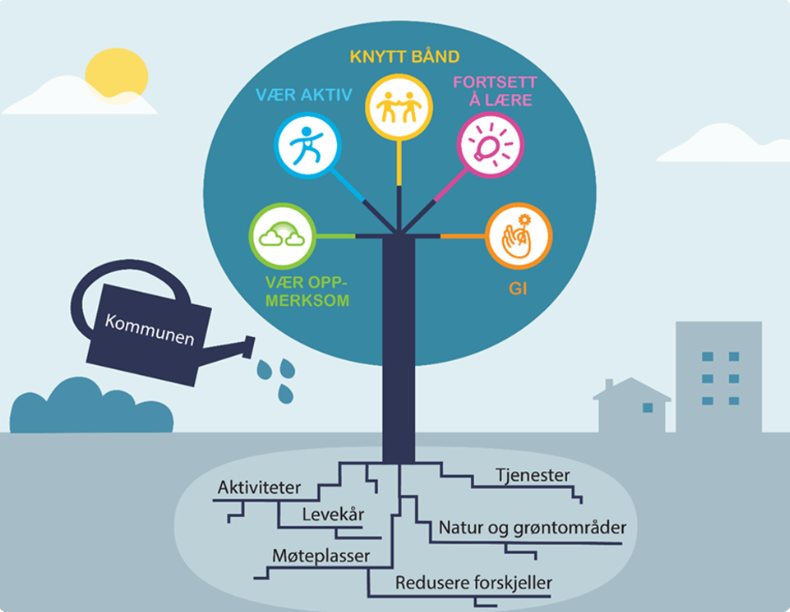 KNYTT BÅND
VÆR AKTIV
FORTSETT
Å LÆRE
VÆR OPP-
MERKSOM
GI
Kommunen
Aktiviteter
Tjenester
Levekår
Natur og grøntområder
Møteplasser
Redusere forskjeller